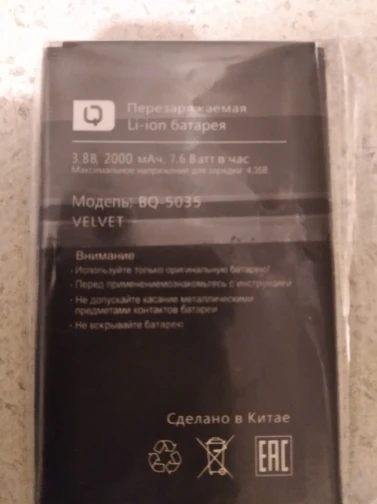 Перезаряжаемая
Li-ion батарея
3.8В, 2000 мАч, 7.6 Ватт в час
Максимальное напряжение для зарядки: 4.35В
Модель: BQ-5035
VELVET
Внимание
· Используйте только оригинальную батарею!
· Перед применениемознакомьтесь с инструкцией
· Не допускайте касание металлическими
предметами контактов батареи
· Не вскрывайте батарею
Сделано в Китае
EAC